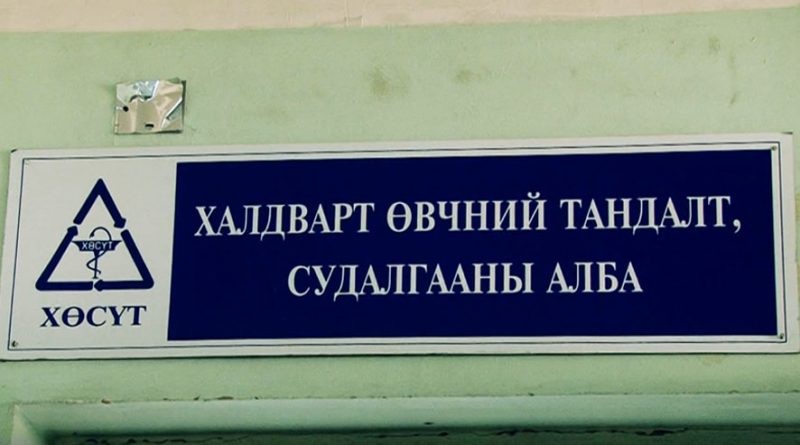 ХӨСҮТ
ХӨСҮТ
ХАЛДВАРТ ӨВЧНИЙ ТАНДАЛТ,
СУДАЛГААНЫ АЛБА